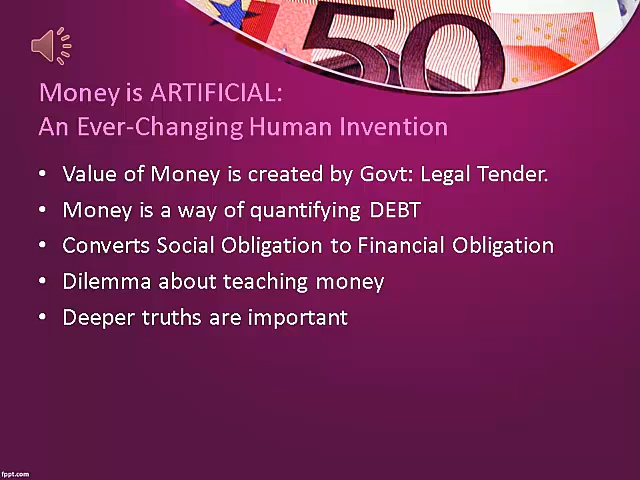 50
Money is ARTIFICIAL:
An Ever-Changing Human Invention
• Value of Money is created by Govt: Legal Tender.
• Money is a way of quantifying DEBT
• Converts Social Obligation to Financial Obligation
• Dilemma about teaching money
• Deeper truths are important
fppt.com